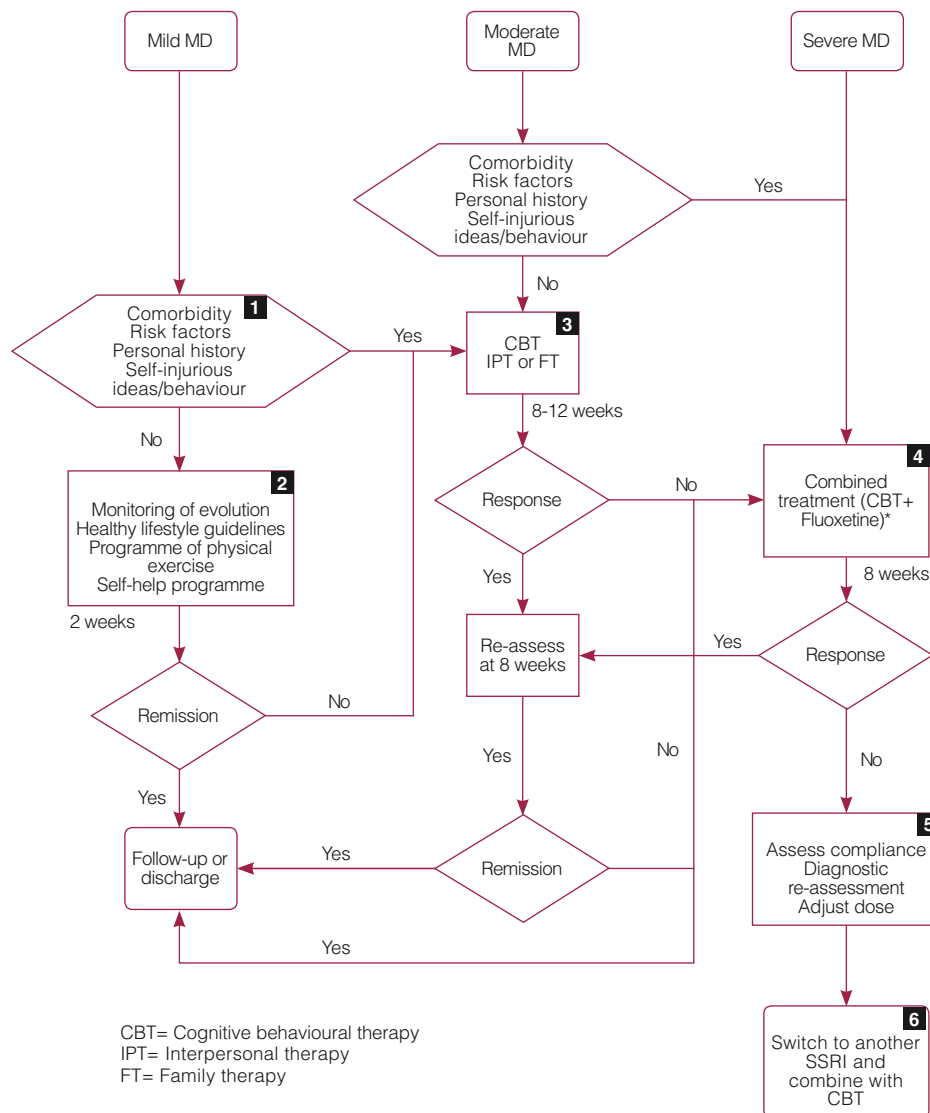 Mild MD
Moderate
MD
Severe MD
Comorbidity
Risk factors
Personal history
Self-injurious
ideas/behaviour
Yes
No
1
Comorbidity
Risk factors
Personal history
Self-injurious
ideas/behaviour
Yes
No
3
CBT
IPT or FT
8-12 weeks
2
Monitoring of evolution
Healthy lifestyle guidelines
Programme of physical
exercise
Self-help programme
2 weeks
Response
No
Yes
4
Combined
treatment (CBT+
Fluoxetine)*
8 weeks
Re-assess
at 8 weeks
Yes
Response
Remission
No
Yes
No
Yes
No
Follow-up or
discharge
Yes
Remission
Yes
5
Assess compliance
Diagnostic
re-assessment
Adjust dose
6
Switch to another
SSRI and
combine with
CBT
CBT= Cognitive behavioural therapy
IPT= Interpersonal therapy
FT= Family therapy